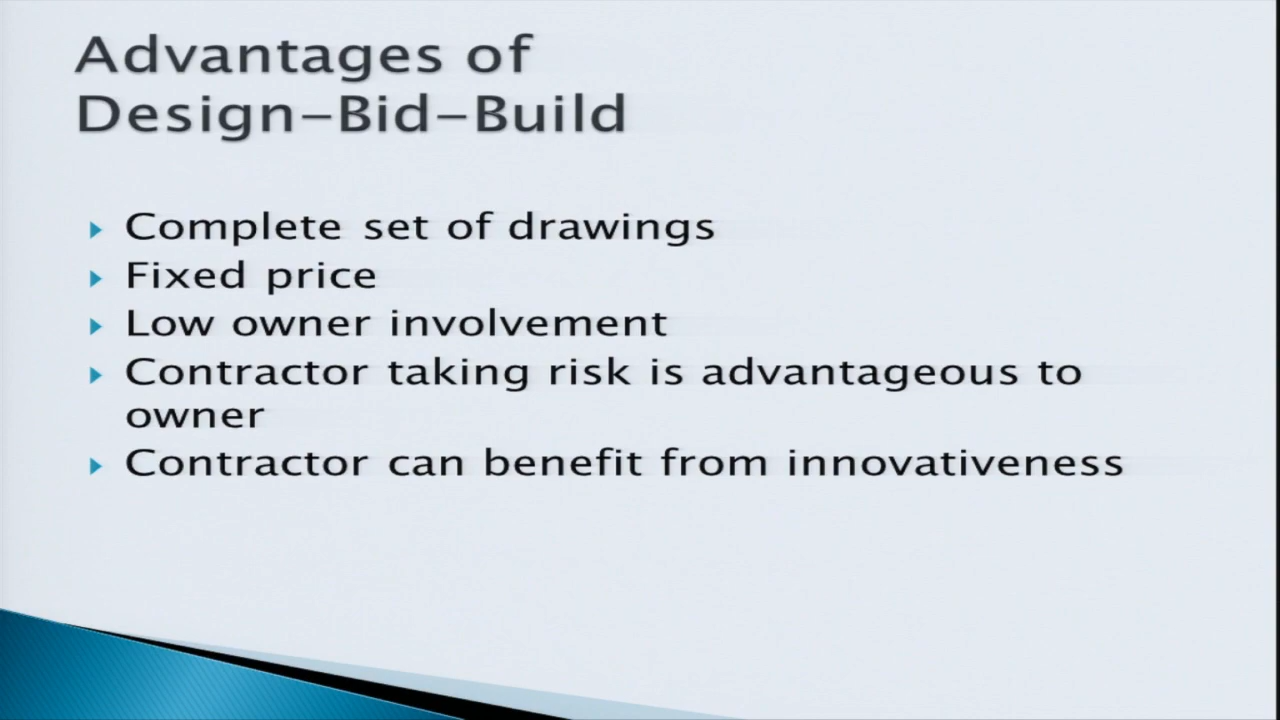 Advantages of
Design-Bid-Build
Complete set of drawings
Fixed price
Low owner involvement
Contractor taking risk is advantageous to
owner
Contractor can benefit from innovativeness